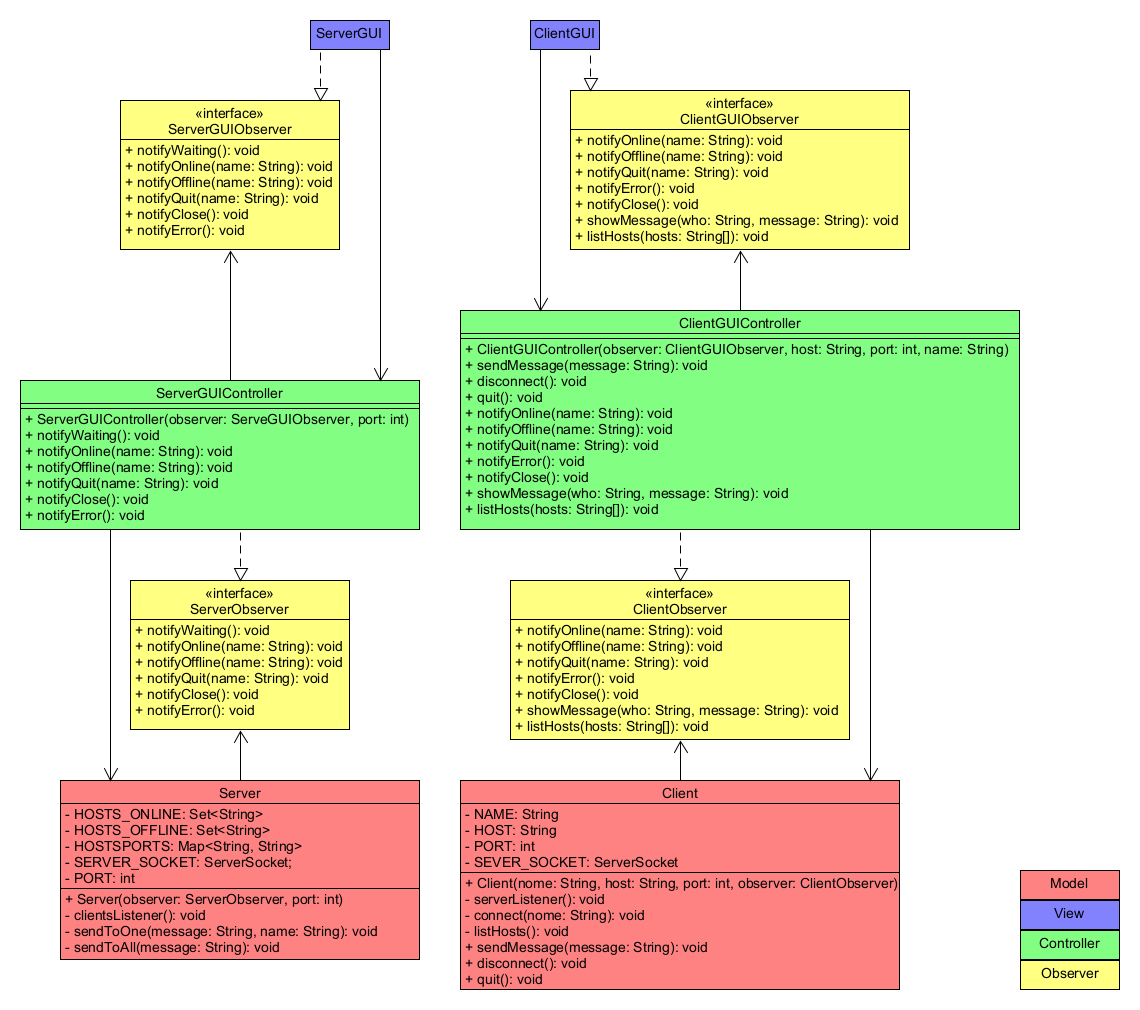 ServerGUI
ClientGUI
«interface»
ServerGUIObserver
+ notifyWaiting(): void
+ notifyOnline(name: String): void
+ notifyOffline(name: String): void
+ notifyQuit(name: String): void
+ notifyClose(): void
+ notifyError(): void
«interface»
ClientGUIObserver
+ notifyOnline(name: String): void
+ notifyOffline(name: String): void
+ notifyQuit(name: String): void
+ notifyError(): void
+ notifyClose(): void
+ showMessage(who: String, message: String): void
+ listHosts(hosts: String[]): void
ServerGUIController
+ ServerGUIController(observer: ServeGUIObserver, port: int)
+ notifyWaiting(): void
+ notifyOnline(name: String): void
+ notifyOffline(name: String): void
+ notifyQuit(name: String): void
+ notifyClose(): void
+ notifyError(): void
ClientGUIController
+ ClientGUIController(observer: ClientGUIObserver, host: String, port: int, name: String)
+ sendMessage(message: String): void
+ disconnect(): void
+ quit(): void
+ notifyOnline(name: String): void
+ notifyOffline(name: String): void
+ notifyQuit(name: String): void
+ notifyError(): void
+ notifyClose(): void
+ showMessage(who: String, message: String): void
+ listHosts(hosts: String[]): void
«interface»
ServerObserver
+ notifyWaiting(): void
+ notifyOnline(name: String): void
+ notifyOffline(name: String): void
+ notifyQuit(name: String): void
+ notifyClose(): void
+ notifyError(): void
«interface»
ClientObserver
+ notifyOnline(name: String): void
+ notifyOffline(name: String): void
+ notifyQuit(name: String): void
+ notifyError(): void
+ notifyClose(): void
+ showMessage(who: String, message: String): void
+ listHosts(hosts: String[]): void
Server
- HOSTS_ONLINE: Set<String>
- HOSTS_OFFLINE: Set<String>
- HOSTSPORTS: Map<String, String>
- SERVER_SOCKET: ServerSocket;
- PORT: int
+ Server(observer: ServerObserver, port: int)
- clientsListener(): void
- sendToOne(message: String, name: String): void
- sendToAll(message: String): void
Client
- NAME: String
- HOST: String
- PORT: int
- SEVER_SOCKET: ServerSocket
+ Client(nome: String, host: String, port: int, observer: ClientObserver)
- serverListener(): void
- connect(nome: String): void
- listHosts(): void
+ sendMessage(message: String): void
+ disconnect(): void
+ quit(): void
Model
View
Controller
Observer